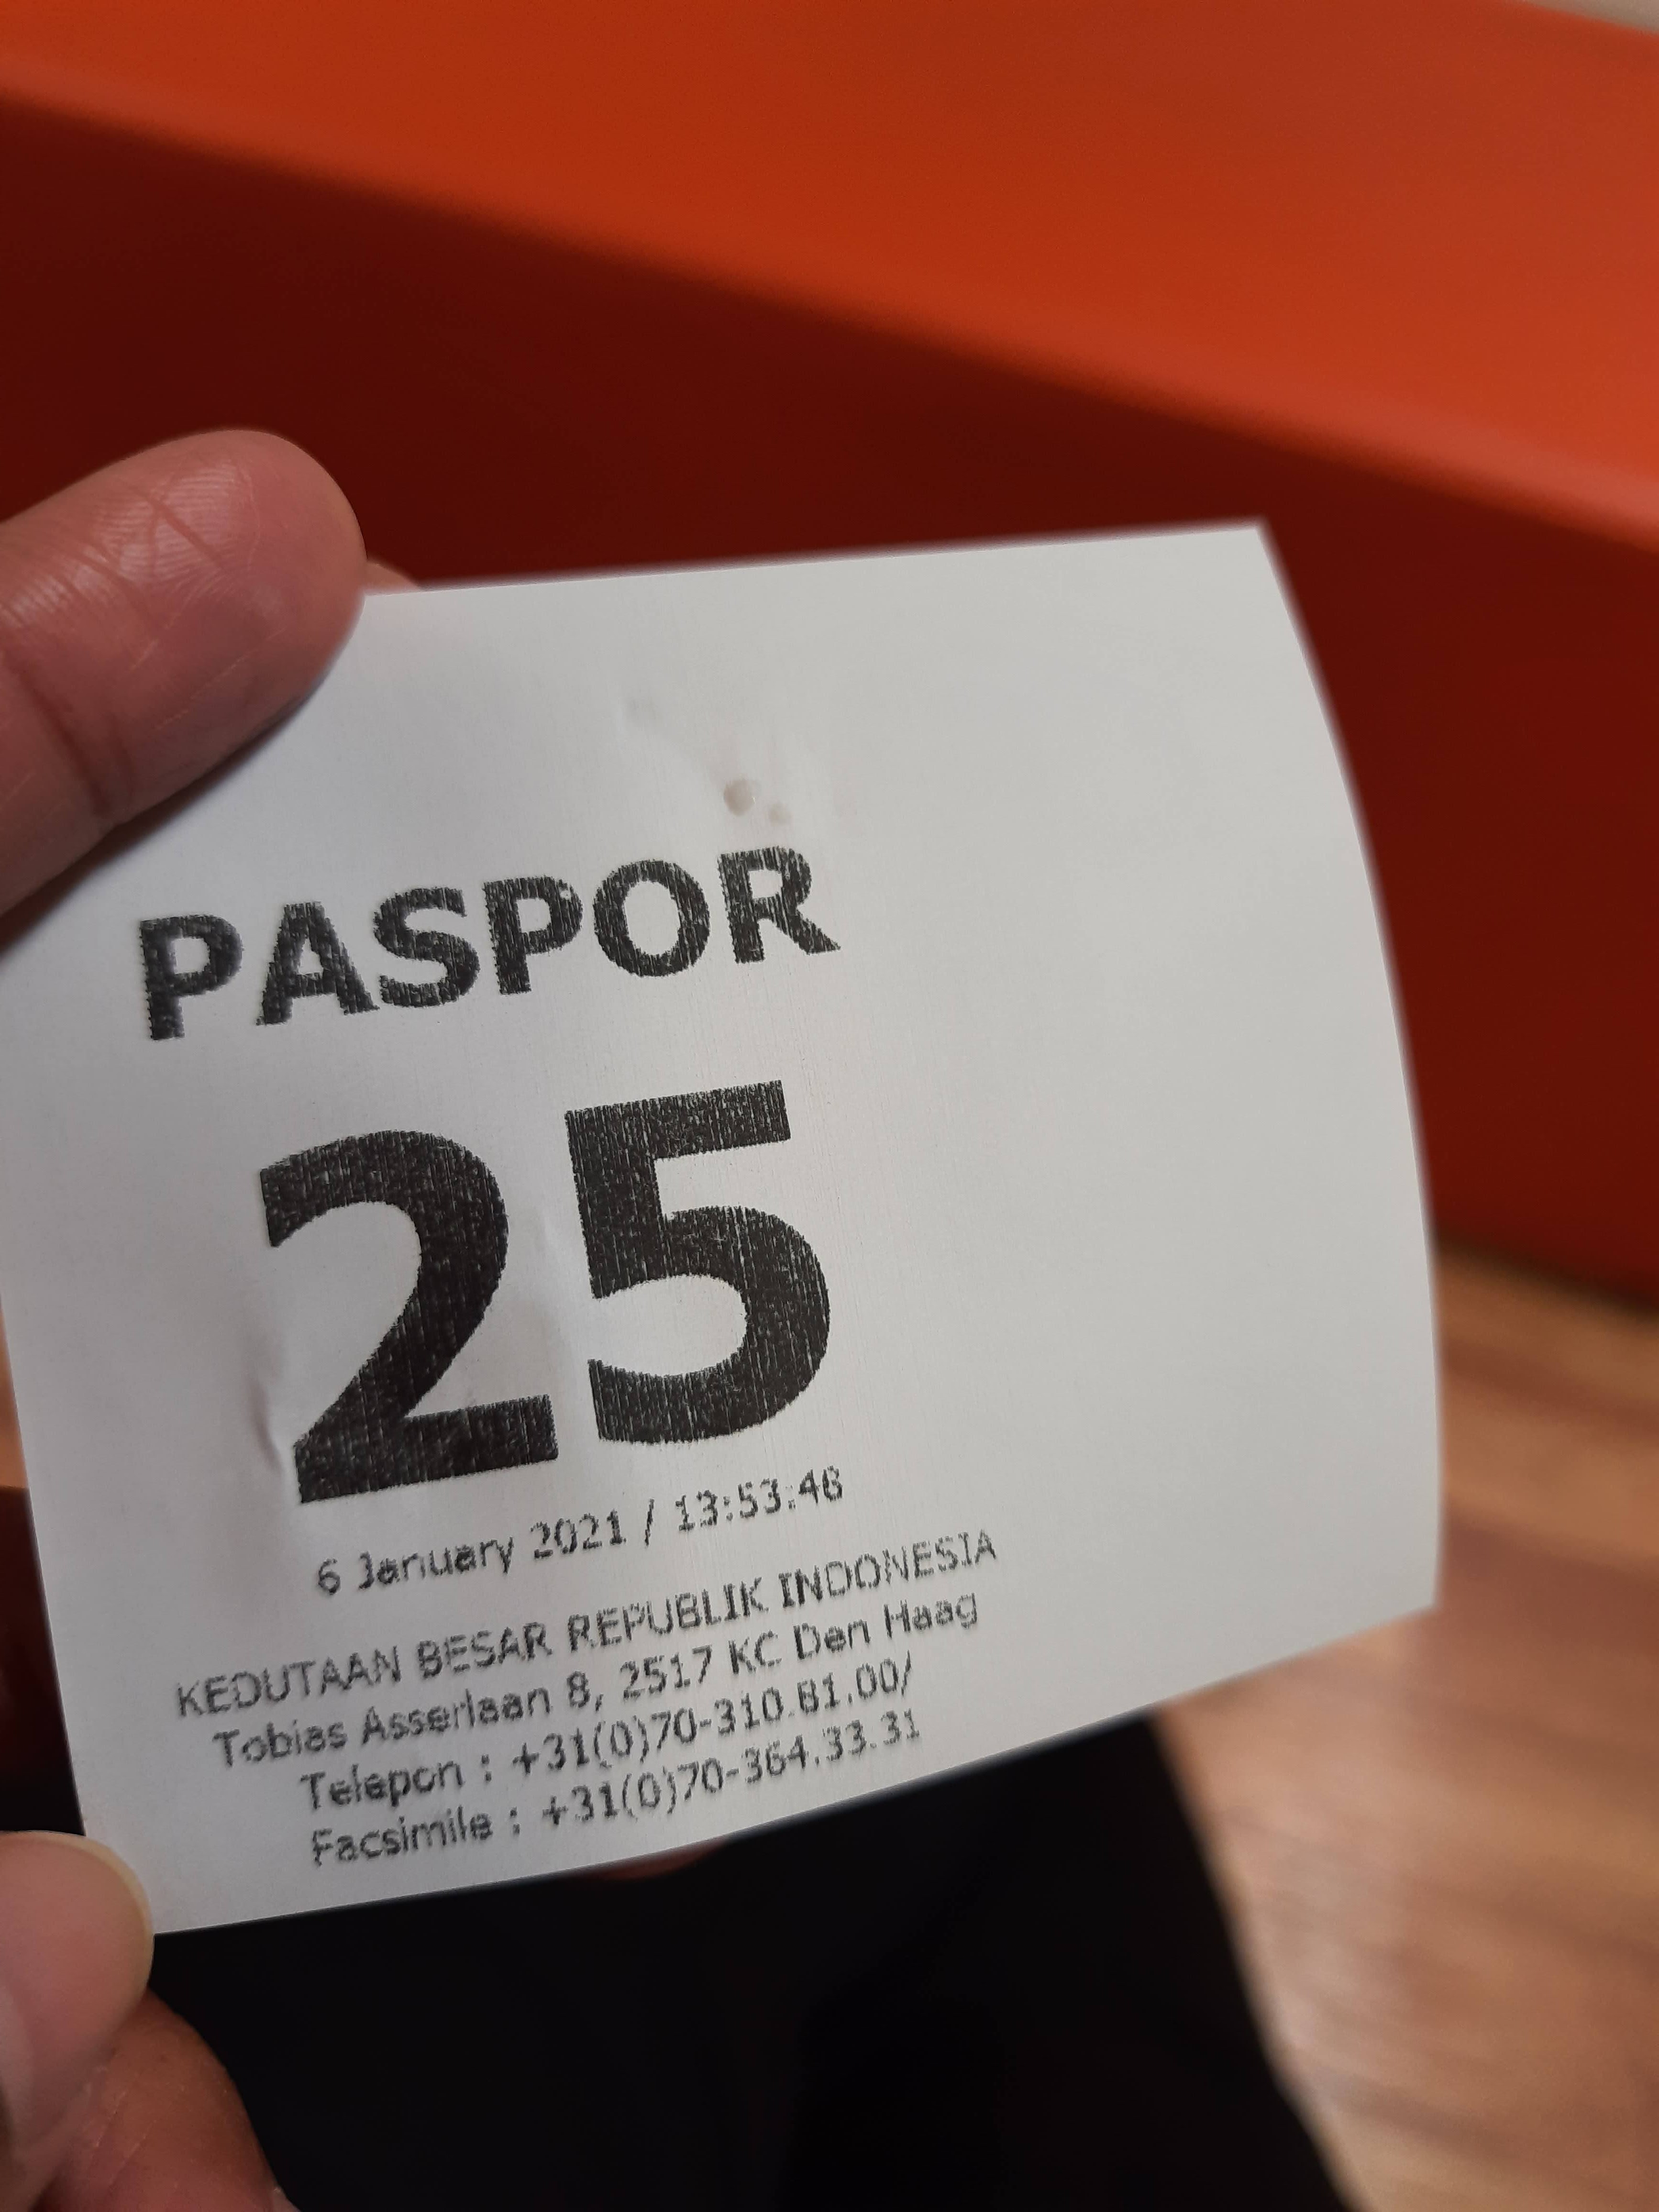 PASPOR
25
6 January 2021 / 13:53:46
KEDUTAAN BESAR REPUBLIK INDONESIA
Tobias Asserlaan 8, 2517 KC Den Haag
Telepon : +31(0)70-310.81.00/
Facsimile : +31(0)70-364.33.31